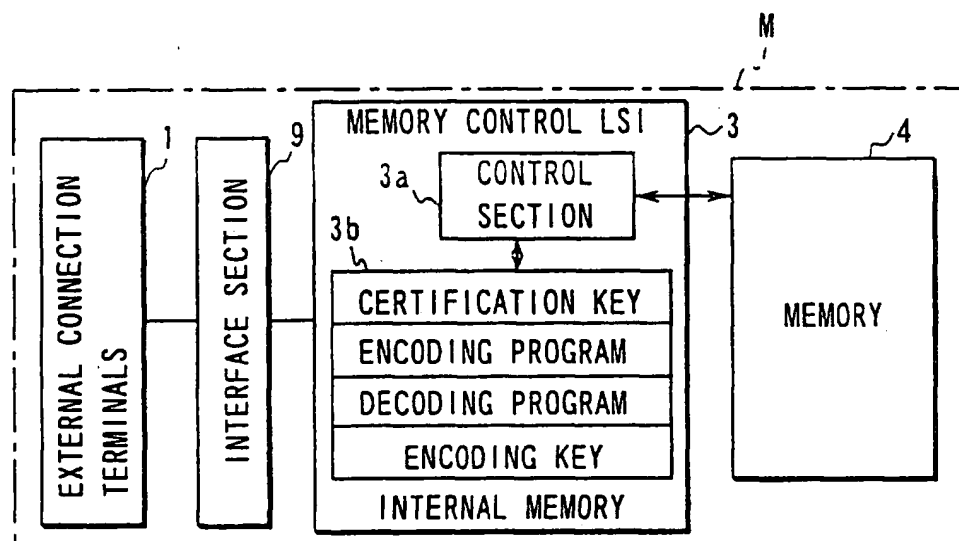 M
EXTERNAL CONNECTION
TERMINALS
1
INTERFACE SECTION
9
MEMORY CONTROL LSI
3
3a
CONTROL
SECTION
3b
CERTIFICATION KEY
ENCODING PROGRAM
DECODING PROGRAM
ENCODING KEY
INTERNAL MEMORY
4
MEMORY